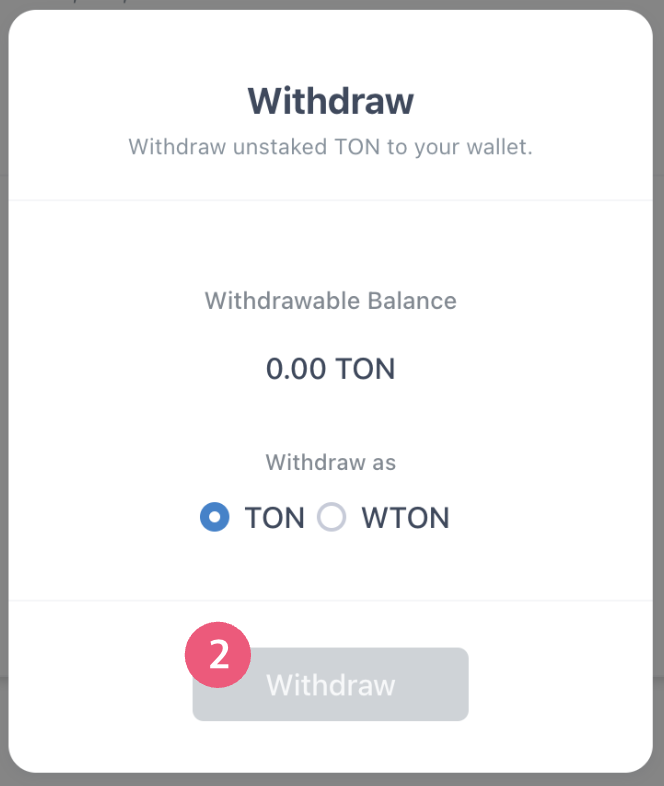 Withdraw
Withdraw unstaked TON to your wallet.
Withdrawable Balance
0.00 TON
Withdraw as
TON WTON
2
Withdraw